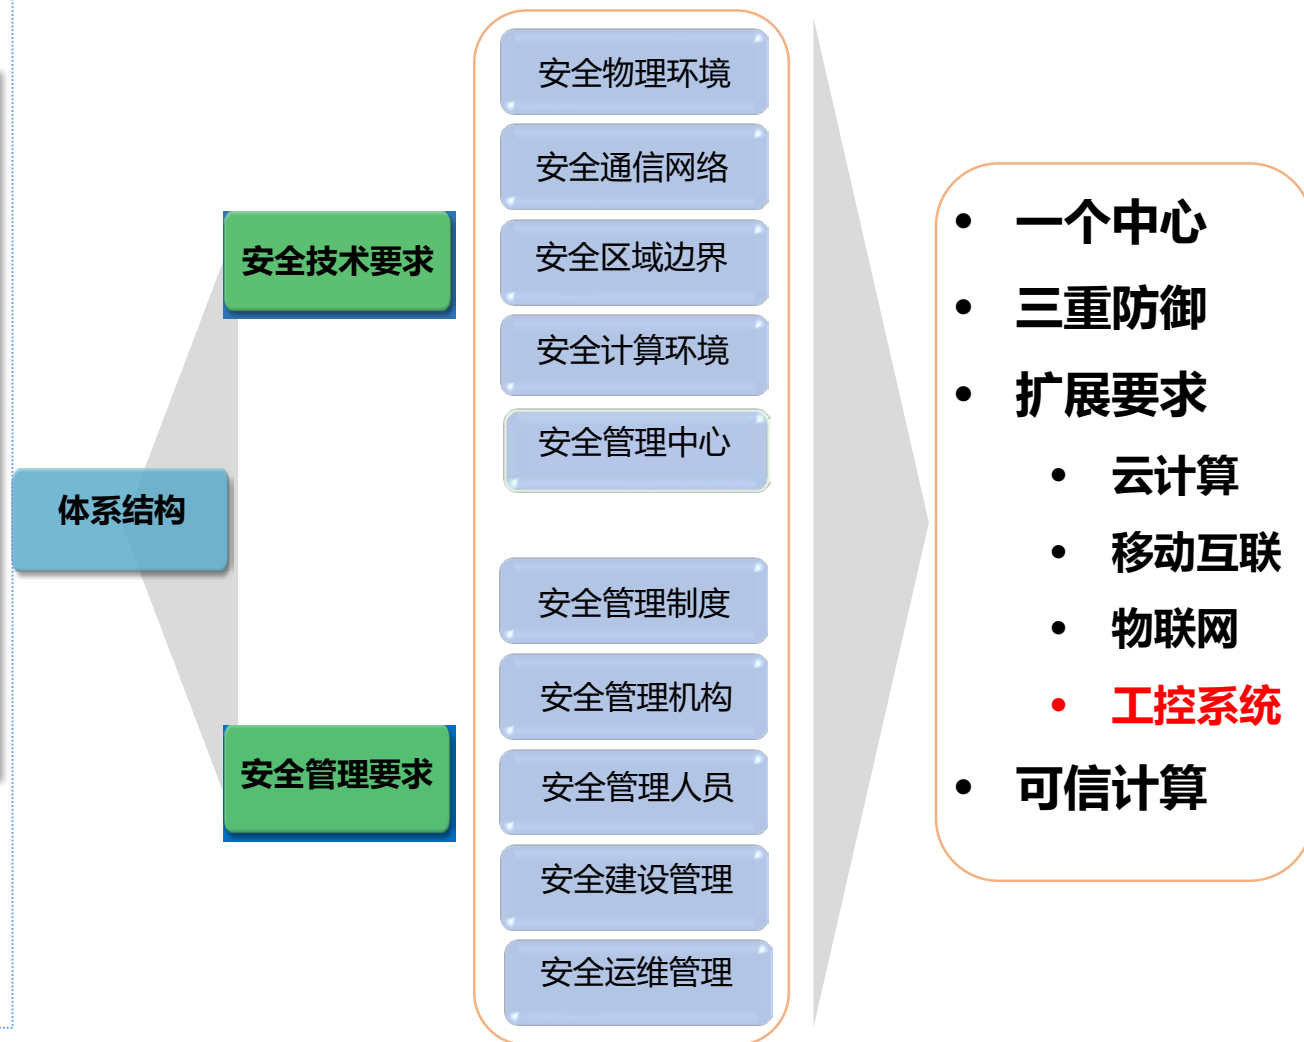 体系结构
安全技术要求
安全管理要求
安全物理环境
安全通信网络
安全区域边界
安全计算环境
安全管理中心
安全管理制度
安全管理机构
安全管理人员
安全建设管理
安全运维管理
• 一个中心
• 三重防御
• 扩展要求
• 云计算
• 移动互联
• 物联网
• 工控系统
• 可信计算